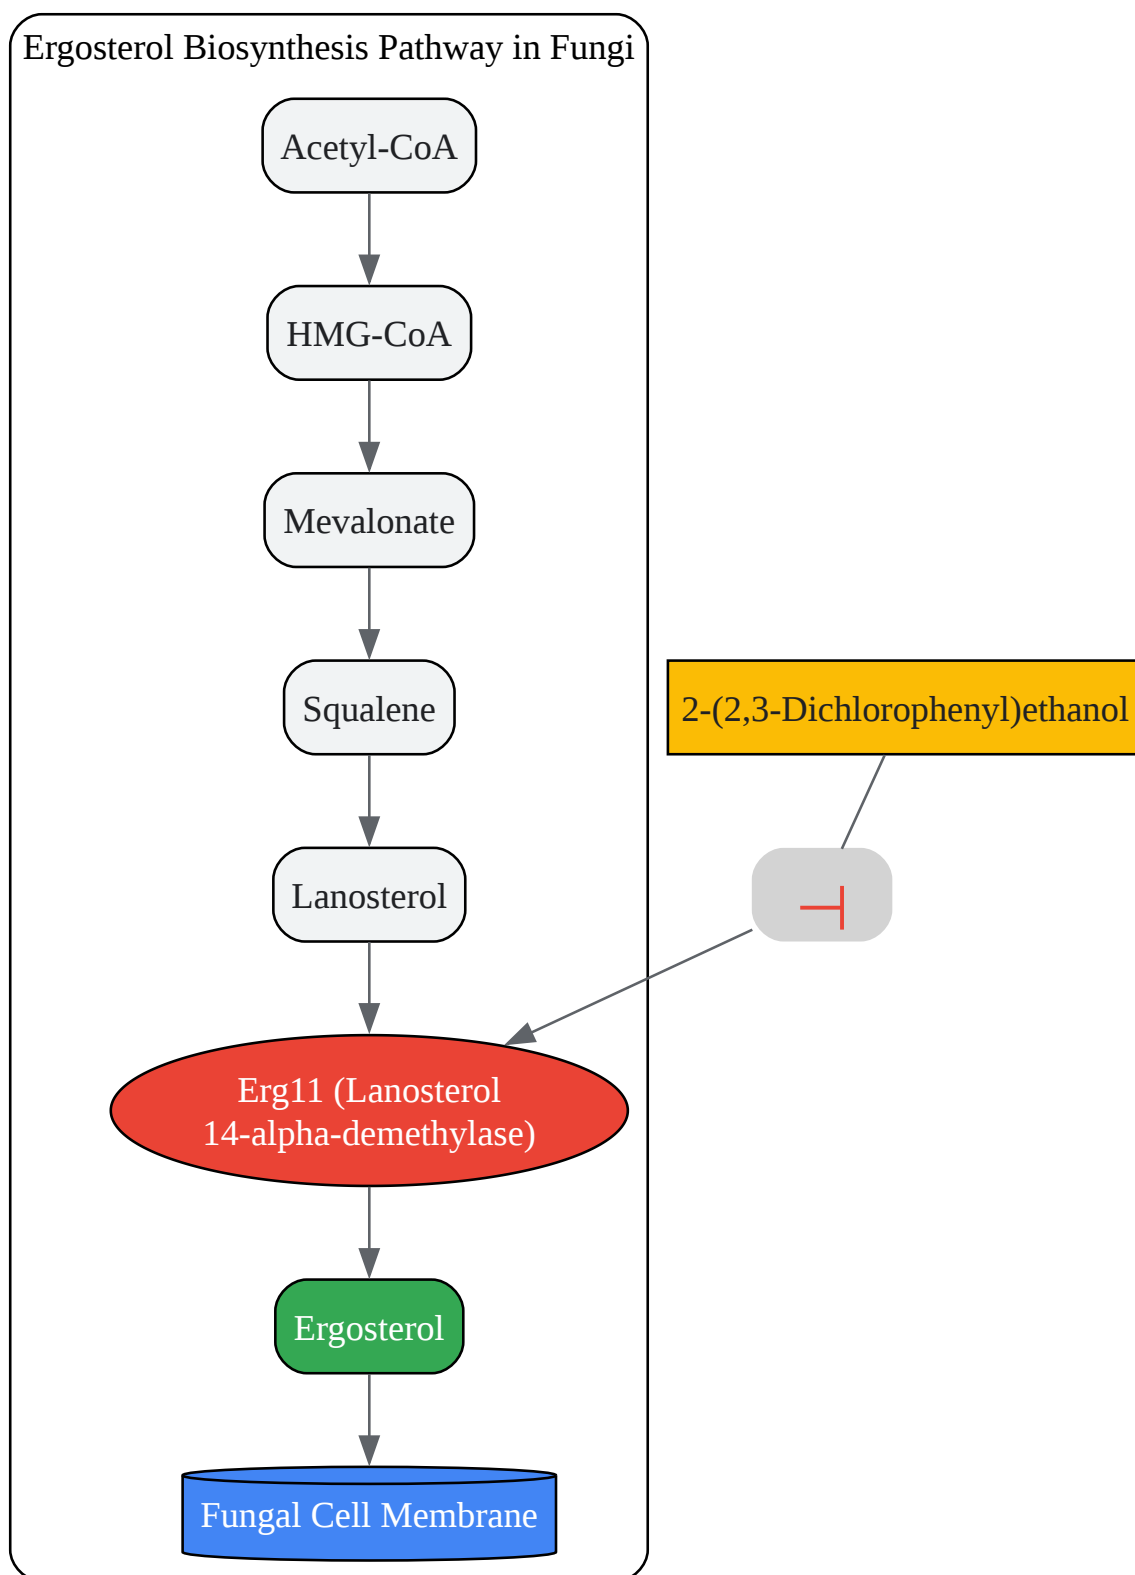 Ergosterol Biosynthesis Pathway in Fungi
Acetyl-CoA
HMG-CoA
Mevalonate
Squalene
2-(2,3-Dichlorophenyl)ethanol
Lanosterol
⊣
Erg11 (Lanosterol
14-alpha-demethylase)
Ergosterol
Fungal Cell Membrane